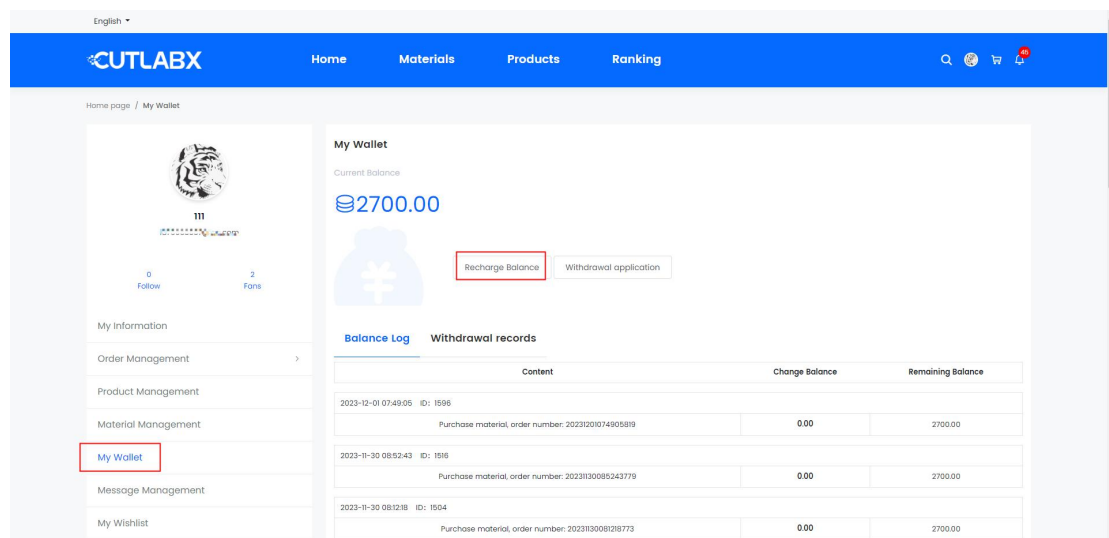 English
CUTLABX Home Materials Products Ranking 45
Home page / My Wallet
111
0 2
Follow Fans
My Information
Order Management
Product Management
Material Management
My Wallet
Message Management
My Wishlist
My Wallet
Current Balance
2700.00
Recharge Balance Withdrawal application
Balance Log Withdrawal records
Content Change Balance Remaining Balance
2023-12-01 07:49:05 ID: 1596
Purchase material, order number: 20231201074905819 0.00 2700.00
2023-11-30 08:52:43 ID: 1516
Purchase material, order number: 20231130085243779 0.00 2700.00
2023-11-30 08:12:18 ID: 1504
Purchase material, order number: 20231130081218773 0.00 2700.00